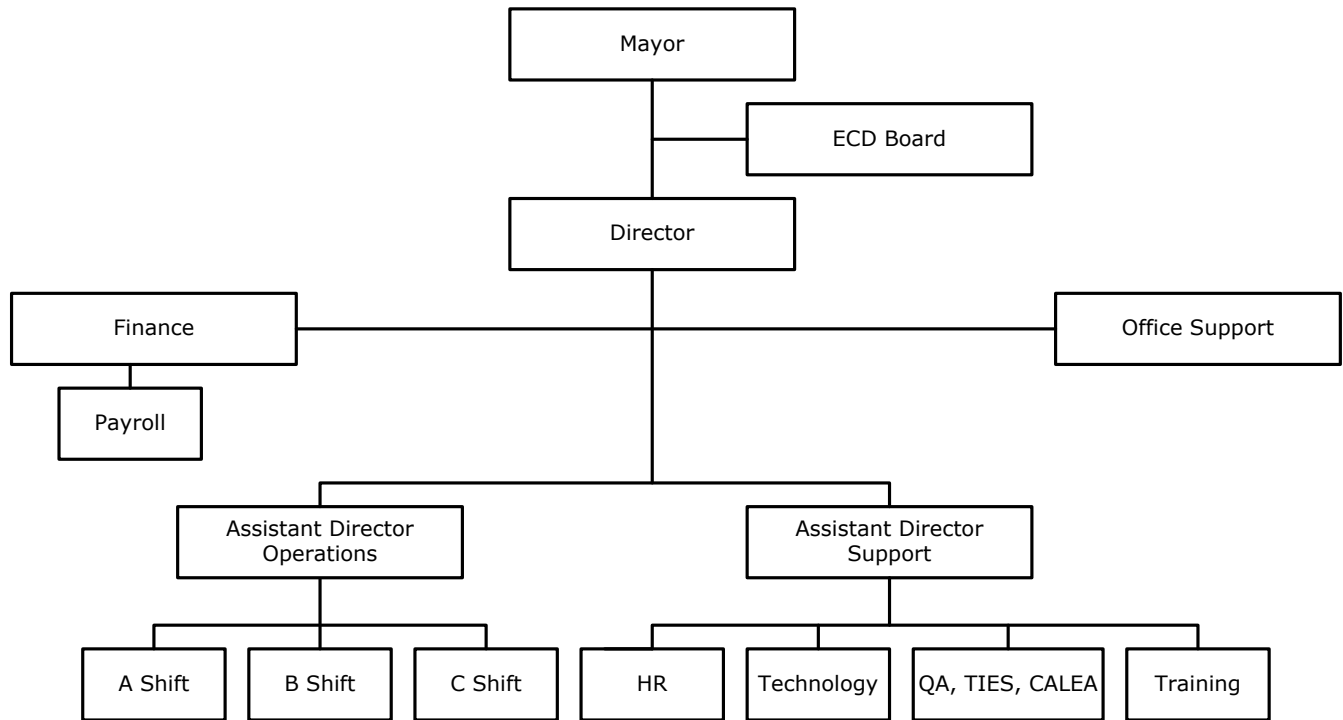 Mayor
ECD Board
Director
Finance
Office Support
Payroll
Assistant Director
Operations
Assistant Director
Support
A Shift
B Shift
C Shift
HR
Technology
QA, TIES, CALEA
Training